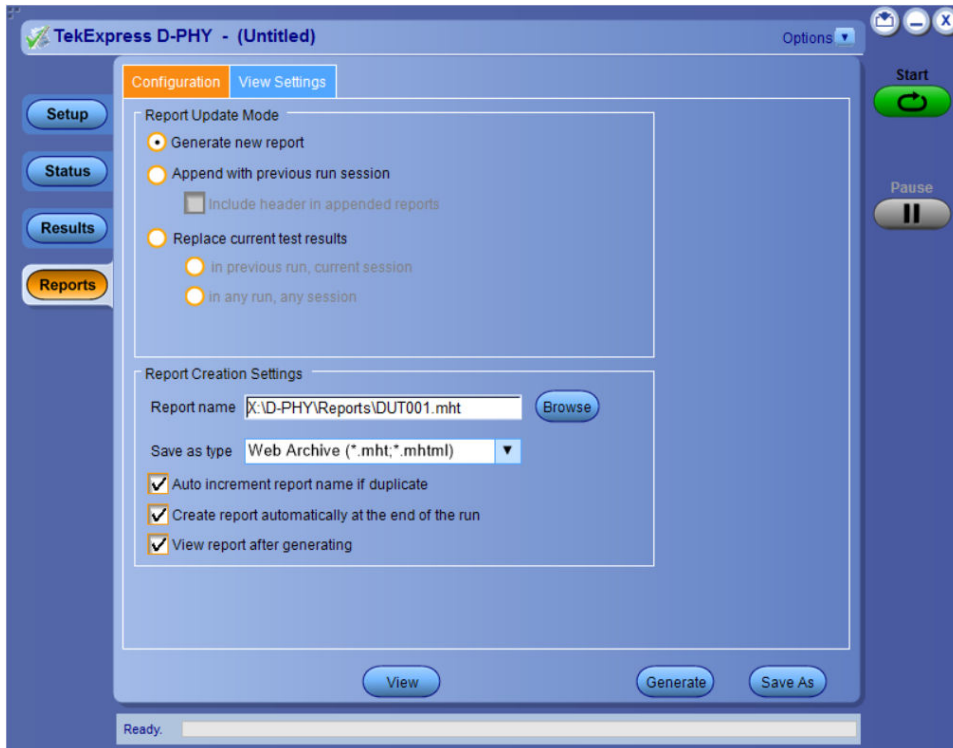 TekExpress D-PHY - (Untitled)
Options
Start
Pause
Setup
Status
Results
Reports
Configuration
View Settings
Report Update Mode
Generate new report
Append with previous run session
Include header in appended reports
Replace current test results
in previous run, current session
in any run, any session
Report Creation Settings
Report name X:\D-PHY\Reports\DUT001.mht Browse
Save as type Web Archive (*.mht;*.mhtml)
Auto increment report name if duplicate
Create report automatically at the end of the run
View report after generating
View
Generate
Save As
Ready.